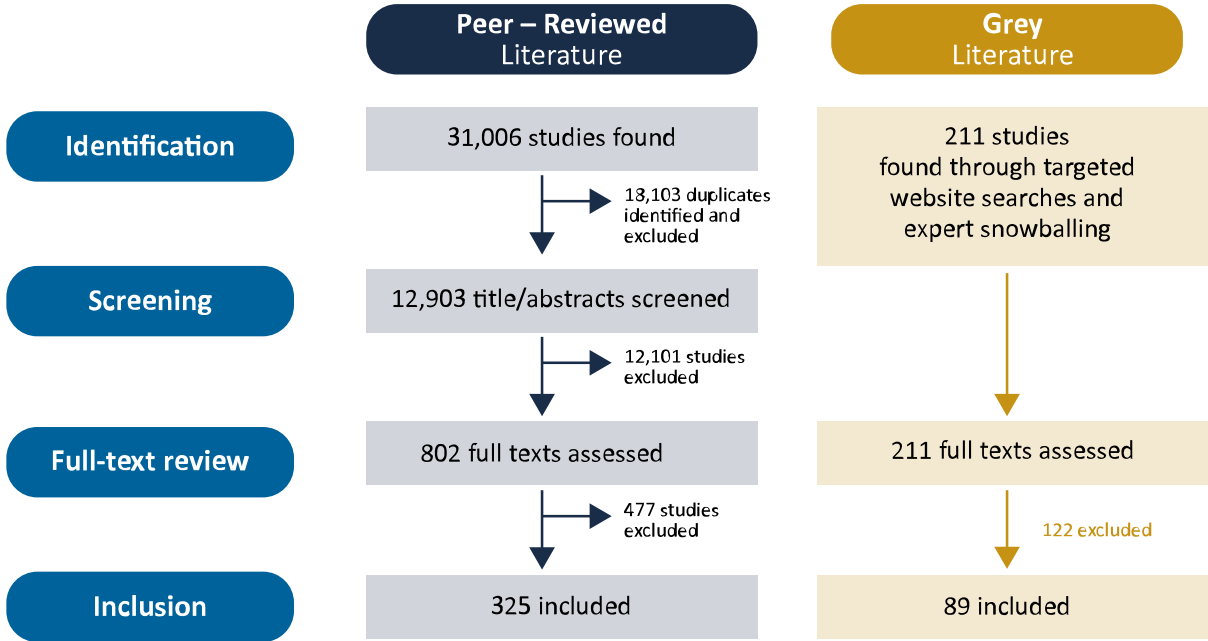 Peer – Reviewed
Literature
Grey
Literature
Identification
31,006 studies found
211 studies
found through targeted
website searches and
expert snowballing
18,103 duplicates
identified and
excluded
Screening
12,903 title/abstracts screened
12,101 studies
excluded
Full-text review
802 full texts assessed
211 full texts assessed
477 studies
excluded
122 excluded
Inclusion
325 included
89 included